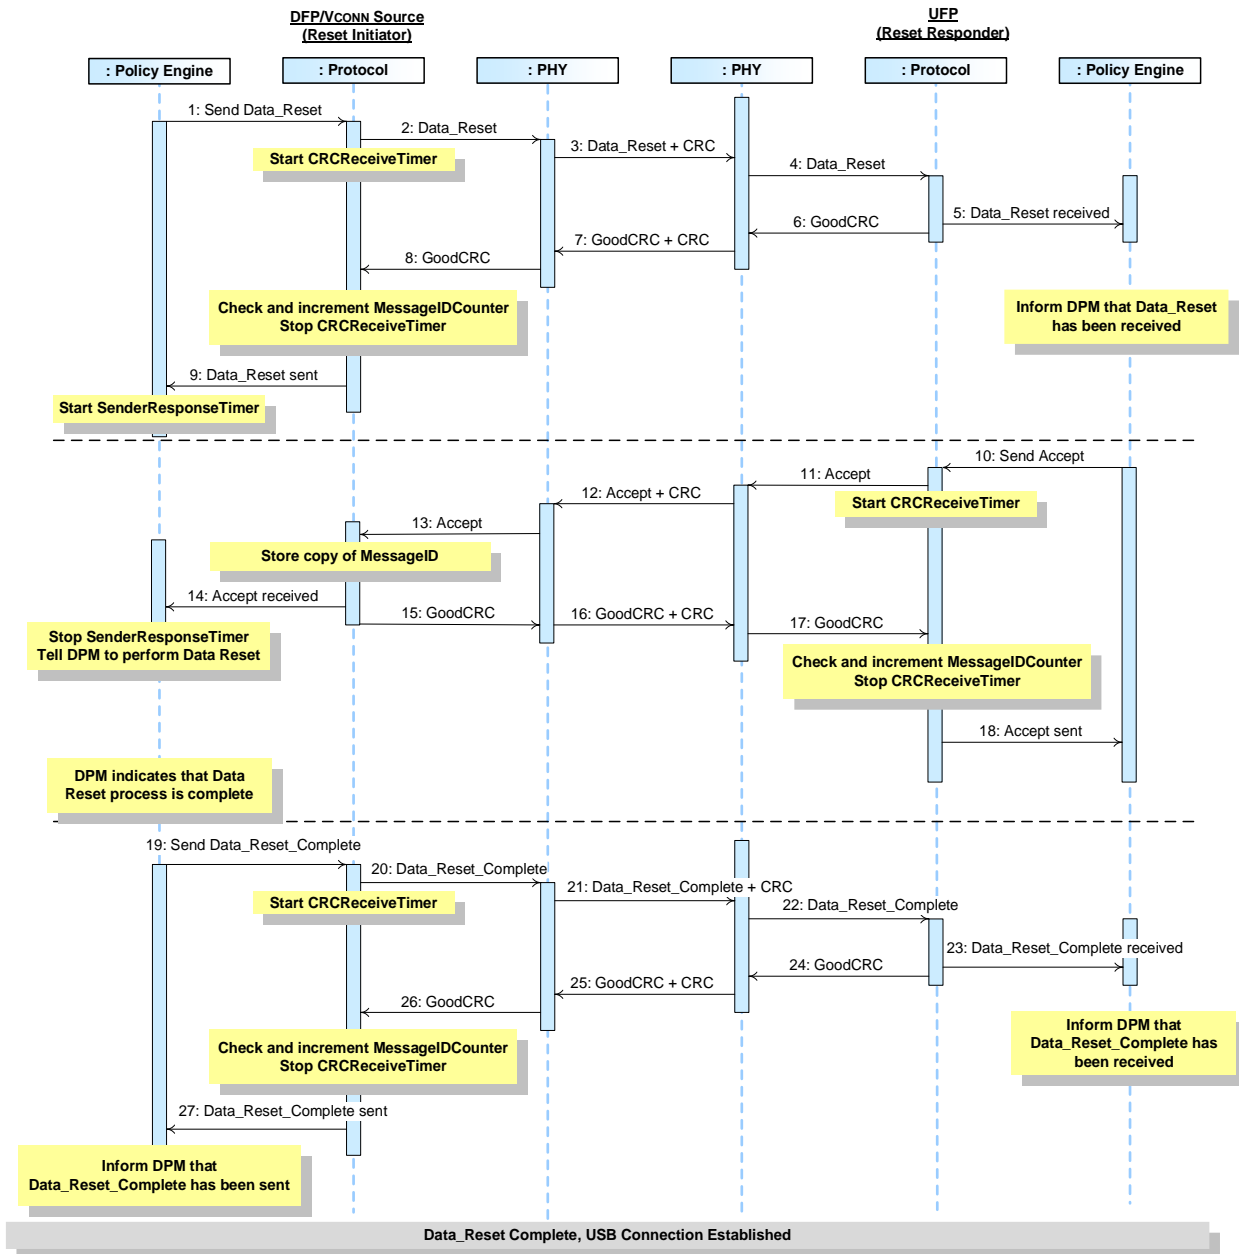 DFP/VCONN Source
(Reset Initiator)
UFP
(Reset Responder)
: Policy Engine
: Protocol
: PHY
: PHY
: Protocol
: Policy Engine
1: Send Data_Reset
2: Data_Reset
Start CRCReceiveTimer
3: Data_Reset + CRC
4: Data_Reset
5: Data_Reset received
6: GoodCRC
7: GoodCRC + CRC
8: GoodCRC
Check and increment MessageIDCounter
Stop CRCReceiveTimer
Inform DPM that Data_Reset
has been received
9: Data_Reset sent
Start SenderResponseTimer
10: Send Accept
11: Accept
Start CRCReceiveTimer
12: Accept + CRC
13: Accept
Store copy of MessageID
14: Accept received
15: GoodCRC
16: GoodCRC + CRC
17: GoodCRC
Stop SenderResponseTimer
Tell DPM to perform Data Reset
Check and increment MessageIDCounter
Stop CRCReceiveTimer
18: Accept sent
DPM indicates that Data
Reset process is complete
19: Send Data_Reset_Complete
20: Data_Reset_Complete
Start CRCReceiveTimer
21: Data_Reset_Complete + CRC
22: Data_Reset_Complete
23: Data_Reset_Complete received
24: GoodCRC
25: GoodCRC + CRC
26: GoodCRC
Check and increment MessageIDCounter
Stop CRCReceiveTimer
Inform DPM that
Data_Reset_Complete has
been received
27: Data_Reset_Complete sent
Inform DPM that
Data_Reset_Complete has been sent
Data_Reset Complete, USB Connection Established